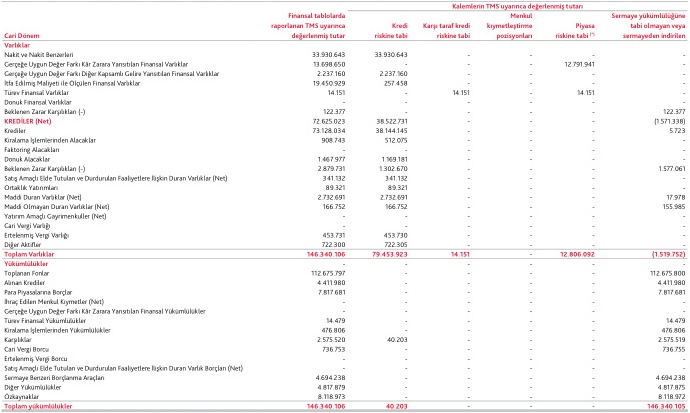 Kalemlerin TMS uyarınca değerlenmiş tutarı
Cari Dönem | Finansal tablolarda raporlanan TMS uyarınca değerlenmiş tutar | Kredi riskine tabi | Karşı taraf kredi riskine tabi | Menkul kıymetleştirme pozisyonları | Piyasa riskine tabi (*) | Sermaye yükümlülüğüne tabi olmayan veya sermayeden indirilen
Varlıklar
Nakit ve Nakit Benzerleri 33.930.643 33.930.643 - - - -
Gerçeğe Uygun Değer Farkı Kâr Zarara Yansıtılan Finansal Varlıklar 13.698.650 - - - 12.791.941 -
Gerçeğe Uygun Değer Farkı Diğer Kapsamlı Gelire Yansıtılan Finansal Varlıklar 2.237.160 2.237.160 - - - -
İtfa Edilmiş Maliyeti ile Ölçülen Finansal Varlıklar 19.450.929 257.458 - - - -
Türev Finansal Varlıklar 14.151 - 14.151 - 14.151 -
Donuk Finansal Varlıklar - - - - - -
Beklenen Zarar Karşılıkları (-) 122.377 - - - - 122.377
KREDİLER (Net) 72.625.023 38.522.731 - - - (1.571.338)
Krediler 73.128.034 38.144.145 - - - 5.723
Kiralama İşlemlerinden Alacaklar 908.743 512.075 - - - -
Faktoring Alacakları - - - - - -
Donuk Alacaklar 1.467.977 1.169.181 - - - -
Beklenen Zarar Karşılıkları (-) 2.879.731 1.302.670 - - - 1.577.061
Satış Amaçlı Elde Tutulan ve Durdurulan Faaliyetlere İlişkin Duran Varlıklar (Net) 341.132 341.132 - - - -
Ortaklık Yatırımları 89.321 89.321 - - - -
Maddi Duran Varlıklar (Net) 2.732.691 2.732.691 - - - 17.978
Maddi Olmayan Duran Varlıklar (Net) 166.752 166.752 - - - 155.985
Yatırım Amaçlı Gayrimenkuller (Net) - - - - - -
Cari Vergi Varlığı - - - - - -
Ertelenmiş Vergi Varlığı 453.731 453.730 - - - -
Diğer Aktifler 722.300 722.305 - - - -
Toplam Varlıklar 146.340.106 79.453.923 14.151 - 12.806.092 (1.519.752)
Yükümlülükler - - - - - -
Toplanan Fonlar 112.675.797 - - - - 112.675.800
Alınan Krediler 4.411.980 - - - - 4.411.980
Para Piyasalarına Borçlar 7.817.681 - - - - 7.817.681
İhraç Edilen Menkul Kıymetler (Net) - - - - - -
Gerçeğe Uygun Değer Farkı Kâr Zarara Yansıtılan Finansal Yükümlülükler - - - - - -
Türev Finansal Yükümlülükler 14.479 - - - - 14.479
Kiralama İşlemlerinden Yükümlülükler 476.806 - - - - 476.806
Karşılıklar 2.575.520 40.203 - - - 2.575.519
Cari Vergi Borcu 736.753 - - - - 736.755
Ertelenmiş Vergi Borcu - - - - - -
Satış Amaçlı Elde Tutulan ve Durdurulan Faaliyetlere İlişkin Duran Varlık Borçları (Net) - - - - - -
Sermaye Benzeri Borçlanma Araçları 4.694.238 - - - - 4.694.238
Diğer Yükümlülükler 4.817.879 - - - - 4.817.875
Özkaynaklar 8.118.973 - - - - 8.118.972
Toplam yükümlülükler 146.340.106 40.203 - - - 146.340.105